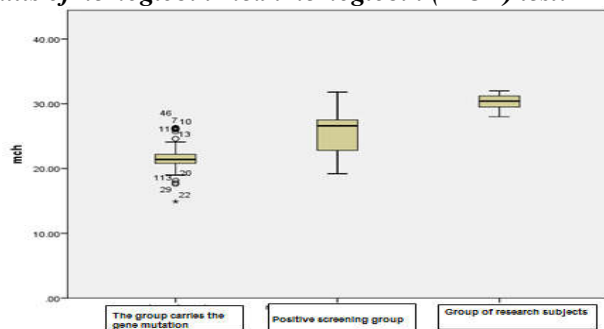 40.00
30.00
20.00
10.00
.00
mch
46
7 10
13
20
113
29
22
The group carries the
gene mutation
Positive screening group
Group of research subjects